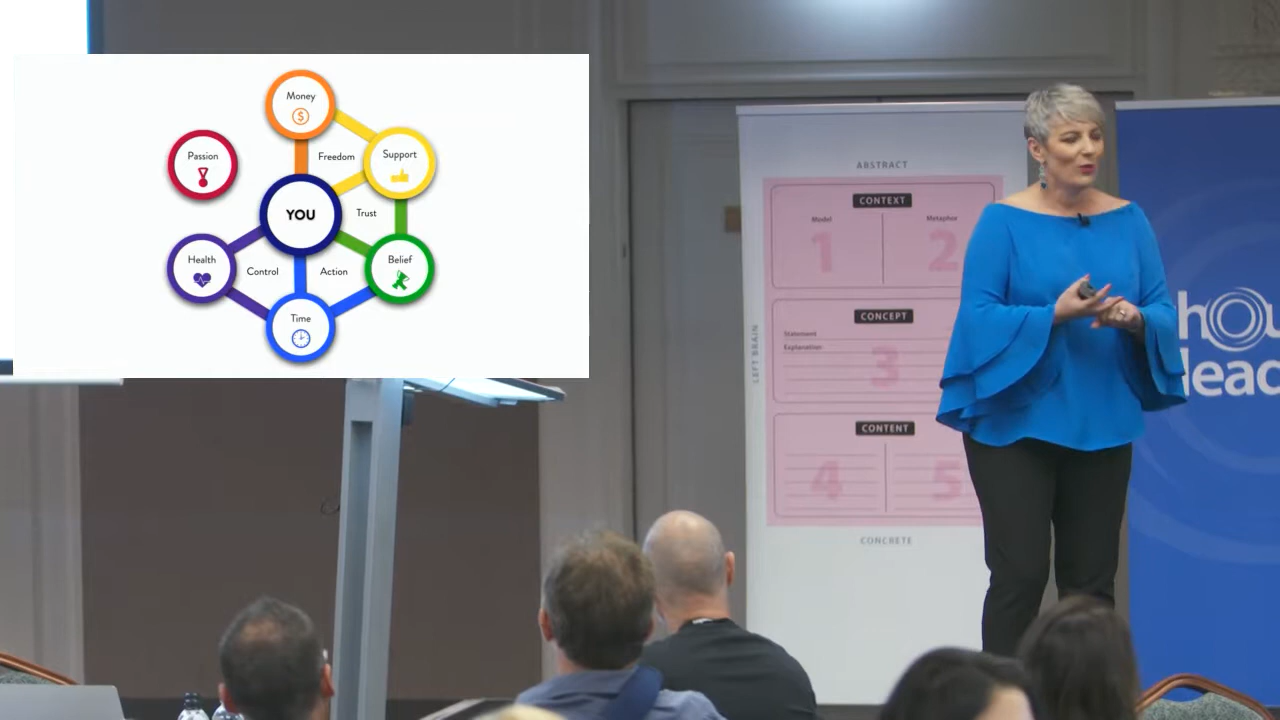 Money
$
Passion
Freedom
Support
YOU
Trust
Health
Control
Action
Belief
Time
ABSTRACT
CONTEXT
Model
Metaphor
1
2
CONCEPT
Statement
Explanation
3
LEFT BRAIN
CONTENT
4
5
CONCRETE